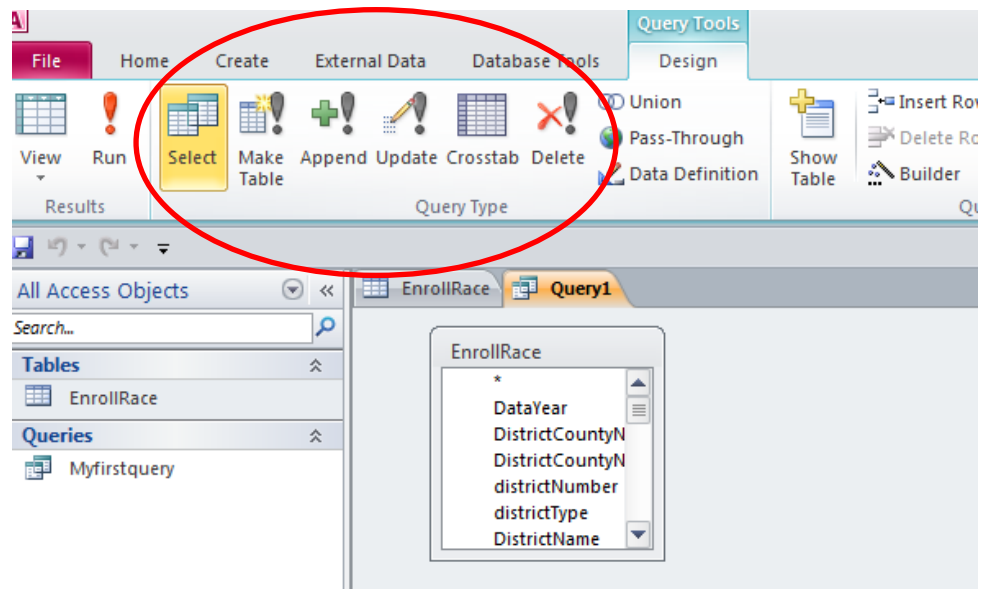 A
Query Tools
File Home Create External Data Database Tools Design
View Run Select Make Table Append Update Crosstab Delete
Union
Pass-Through
Data Definition
Show Table
Insert Row
Delete Ro
Builder
Results Query Type Qu
All Access Objects
EnrollRace Query1
Search...
Tables
EnrollRace
Queries
Myfirstquery
EnrollRace
*
DataYear
DistrictCountyN
DistrictCountyN
districtNumber
districtType
DistrictName